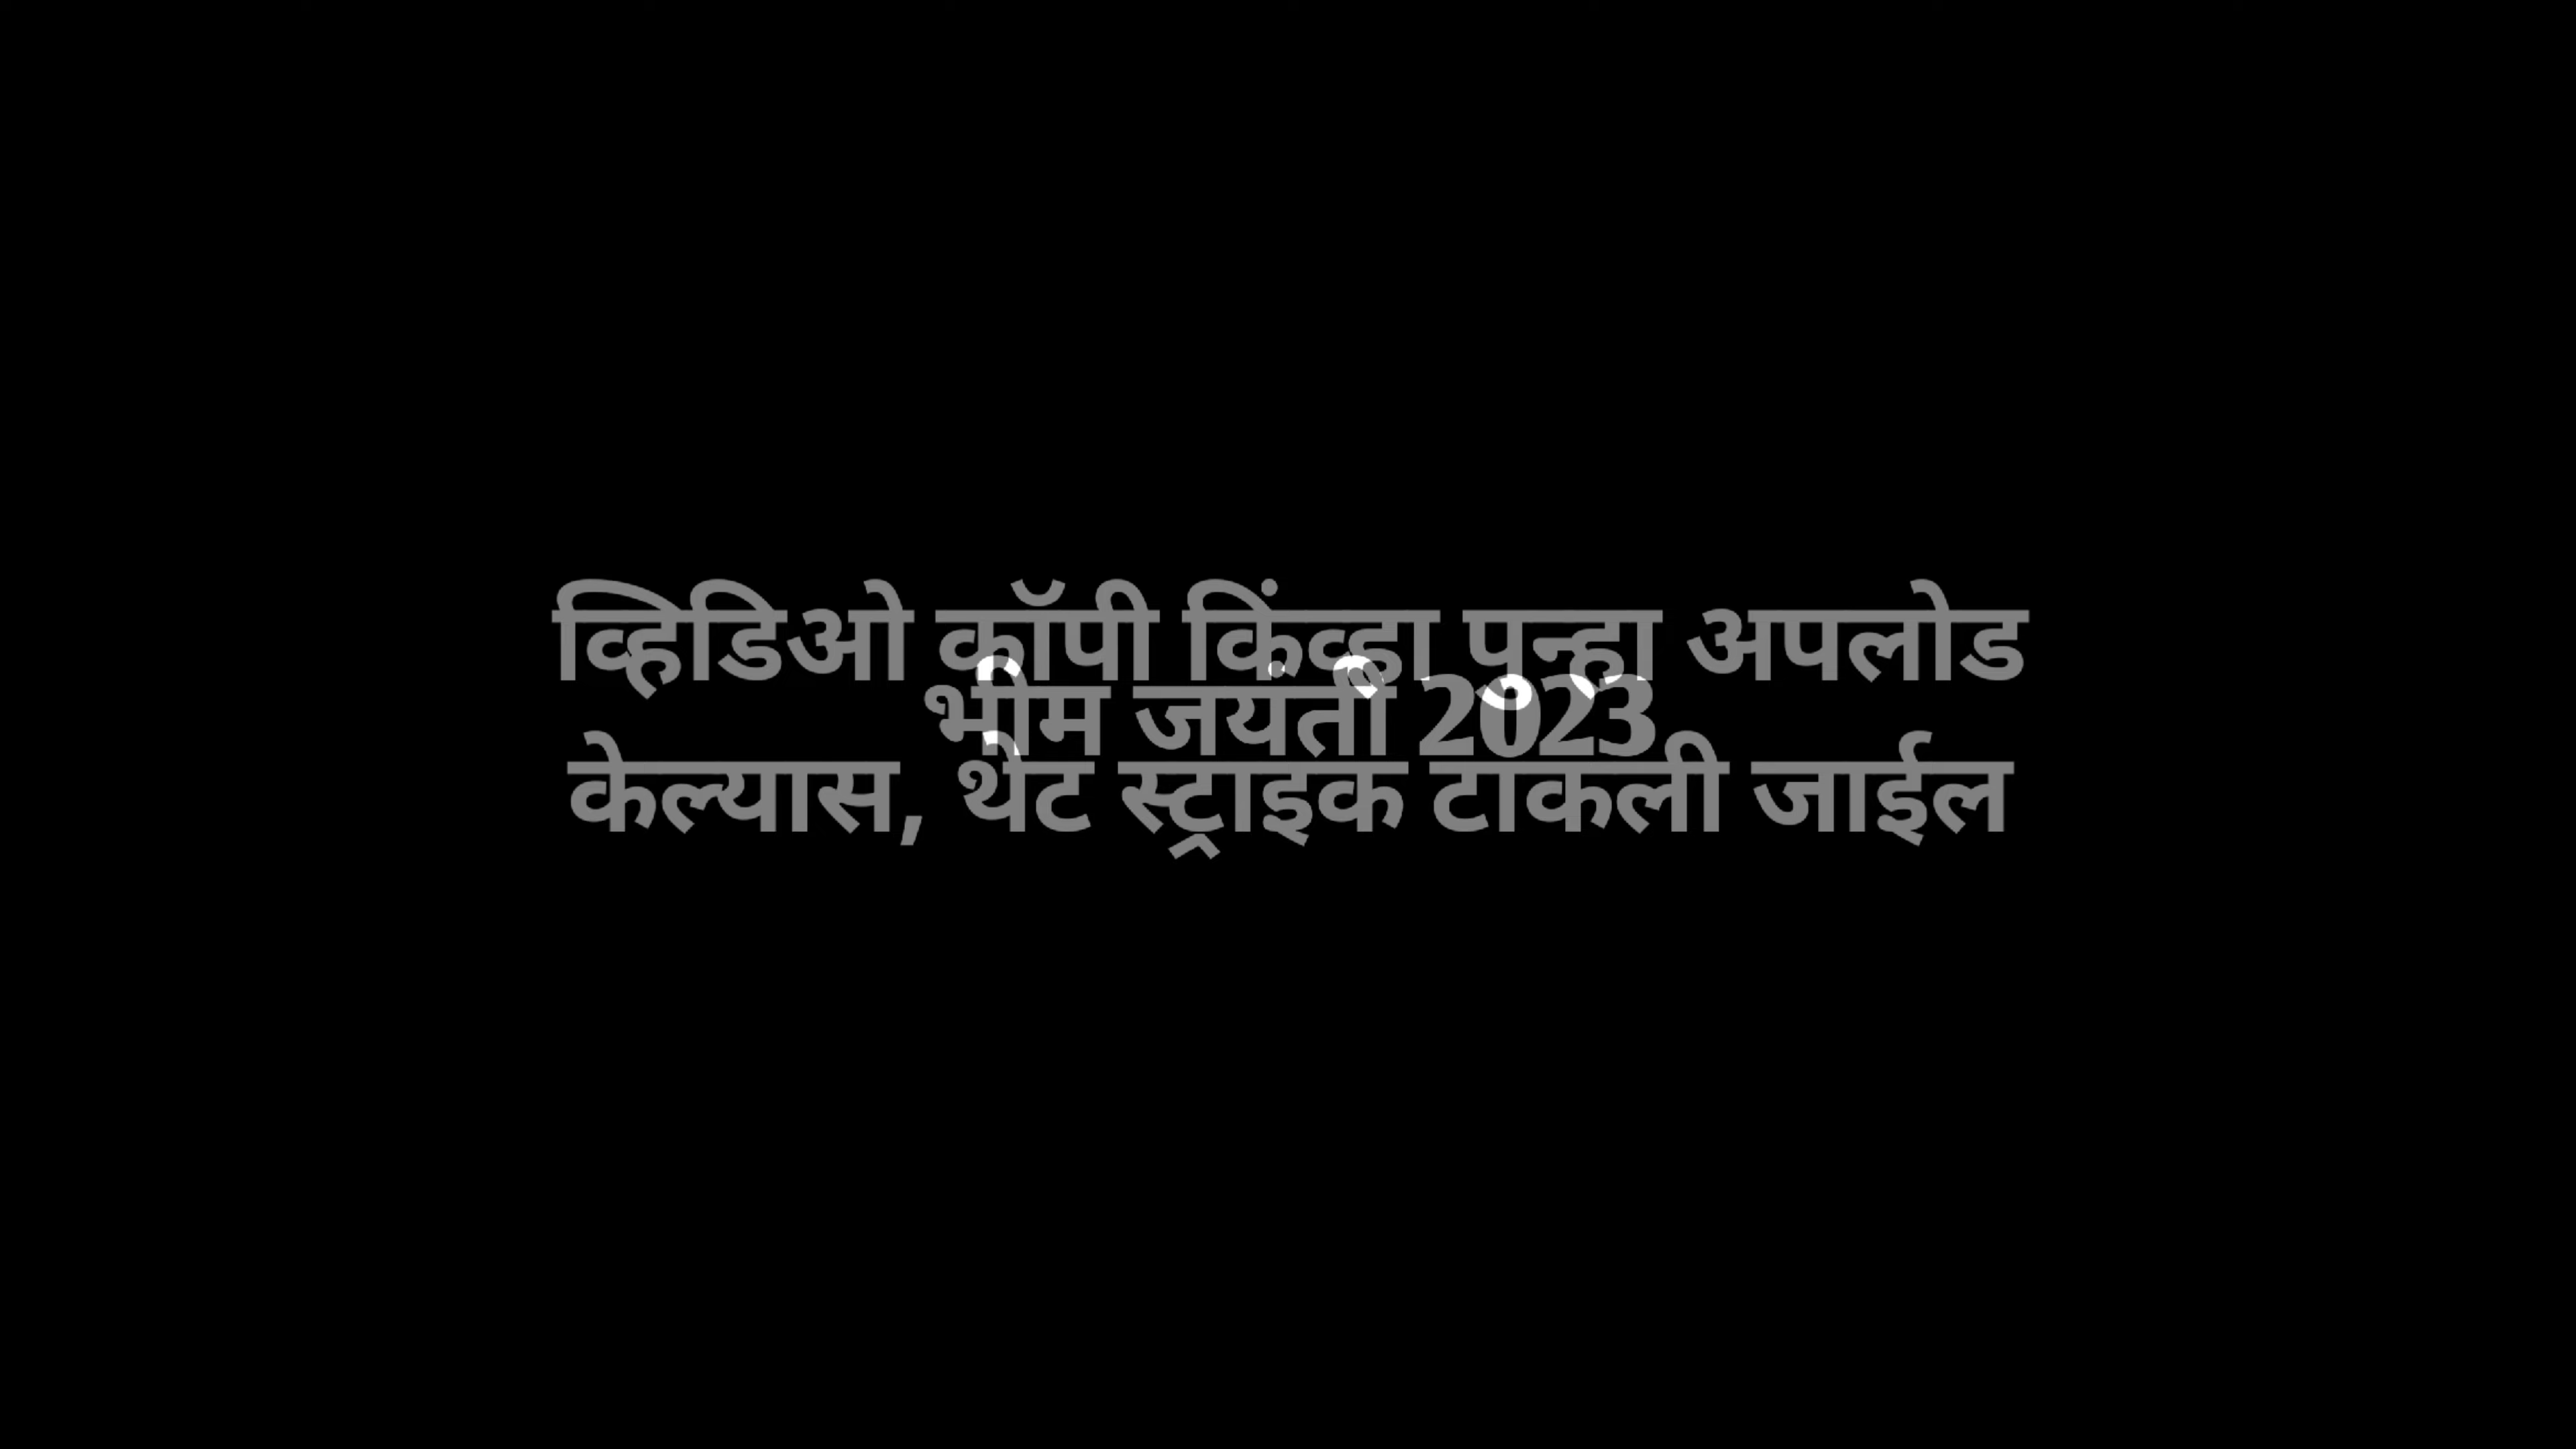 व्हिडिओ कॉपी किंव्हा पुन्हा अपलोड
भीम जयंती 2023
केल्यास, थेट स्ट्राइक टाकली जाईल